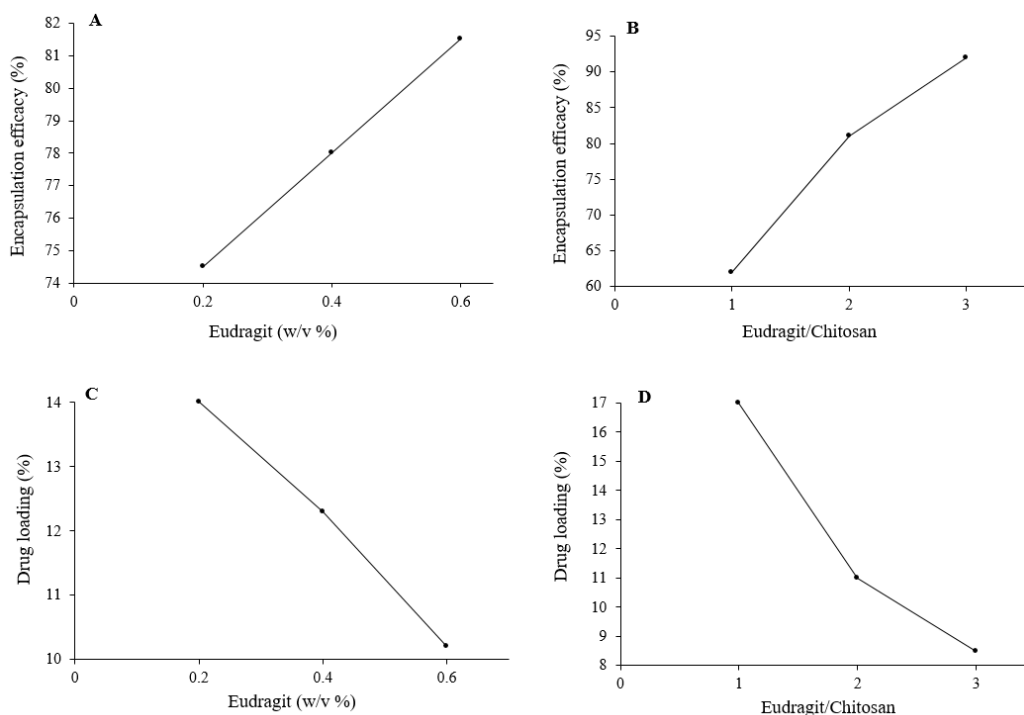 A
Encapsulation efficacy (%)
82
81
80
79
78
77
76
75
74
0 0.2 0.4 0.6
Eudragit (w/v %)
B
Encapsulation efficacy (%)
95
90
85
80
75
70
65
60
0 1 2 3
Eudragit/Chitosan
C
Drug loading (%)
14
13
12
11
10
0 0.2 0.4 0.6
Eudragit (w/v %)
D
Drug loading (%)
17
16
15
14
13
12
11
10
9
8
0 1 2 3
Eudragit/Chitosan